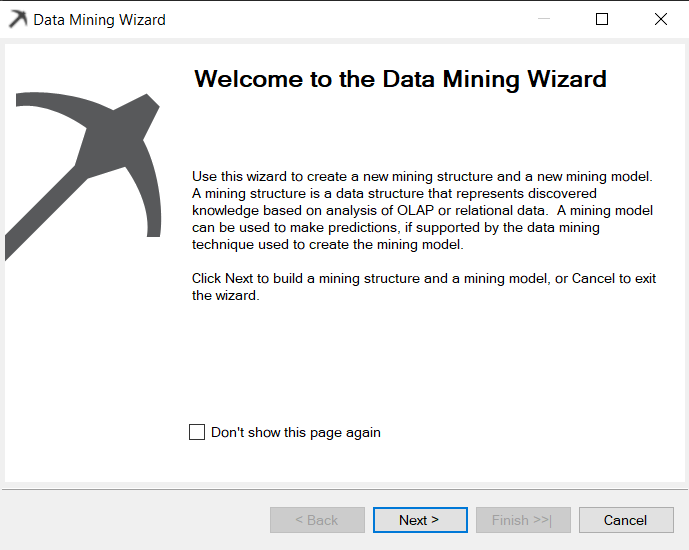 Data Mining Wizard
Welcome to the Data Mining Wizard
Use this wizard to create a new mining structure and a new mining model.
A mining structure is a data structure that represents discovered
knowledge based on analysis of OLAP or relational data.  A mining model
can be used to make predictions, if supported by the data mining
technique used to create the mining model.
Click Next to build a mining structure and a mining model, or Cancel to exit
the wizard.
Don't show this page again
< Back Next > Finish >>| Cancel